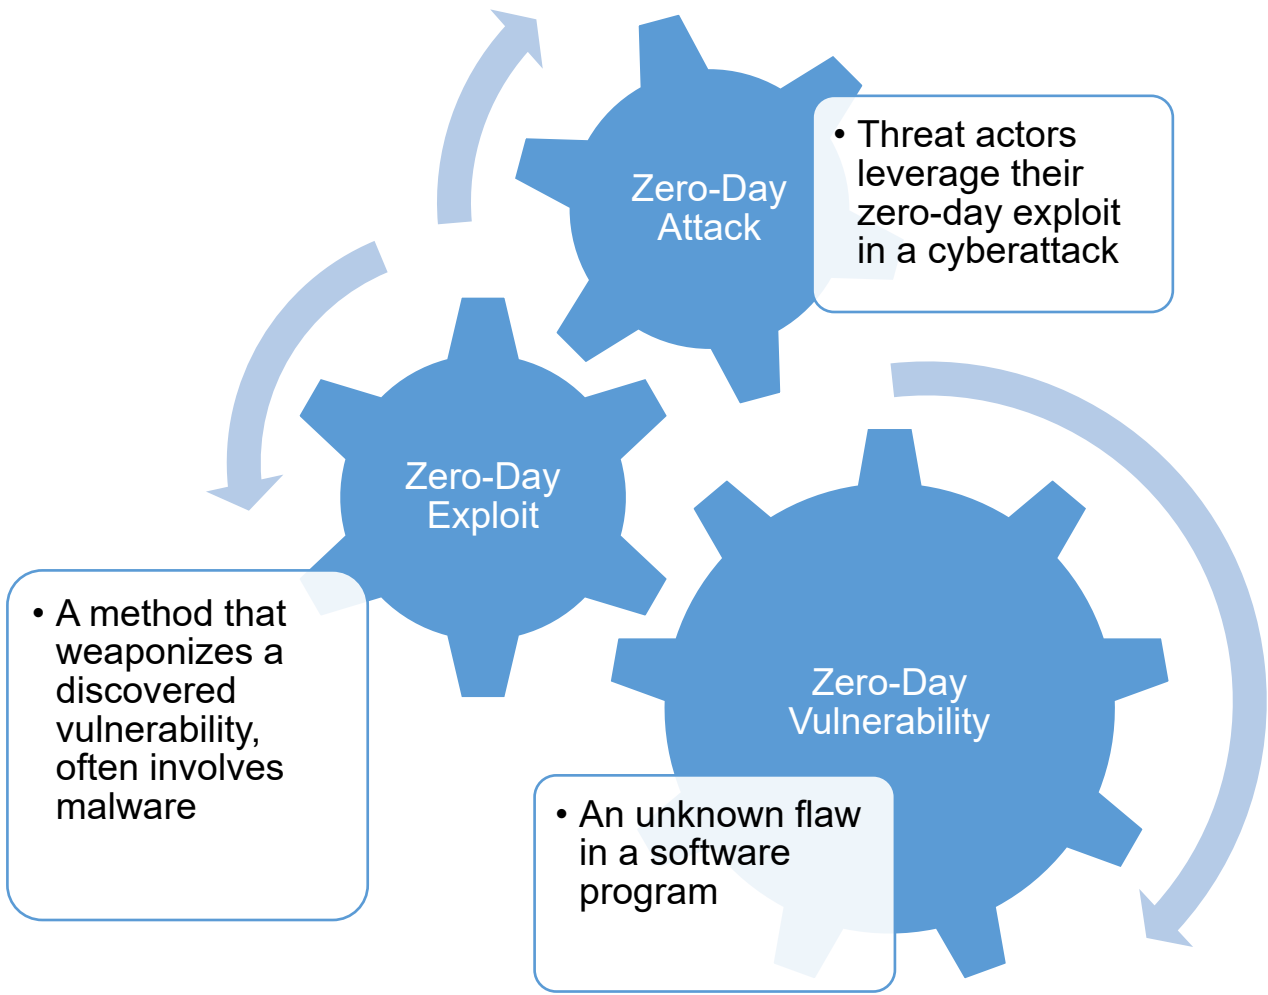 Zero-Day
Attack
• Threat actors
leverage their
zero-day exploit
in a cyberattack
Zero-Day
Exploit
• A method that
weaponizes a
discovered
vulnerability,
often involves
malware
Zero-Day
Vulnerability
• An unknown flaw
in a software
program